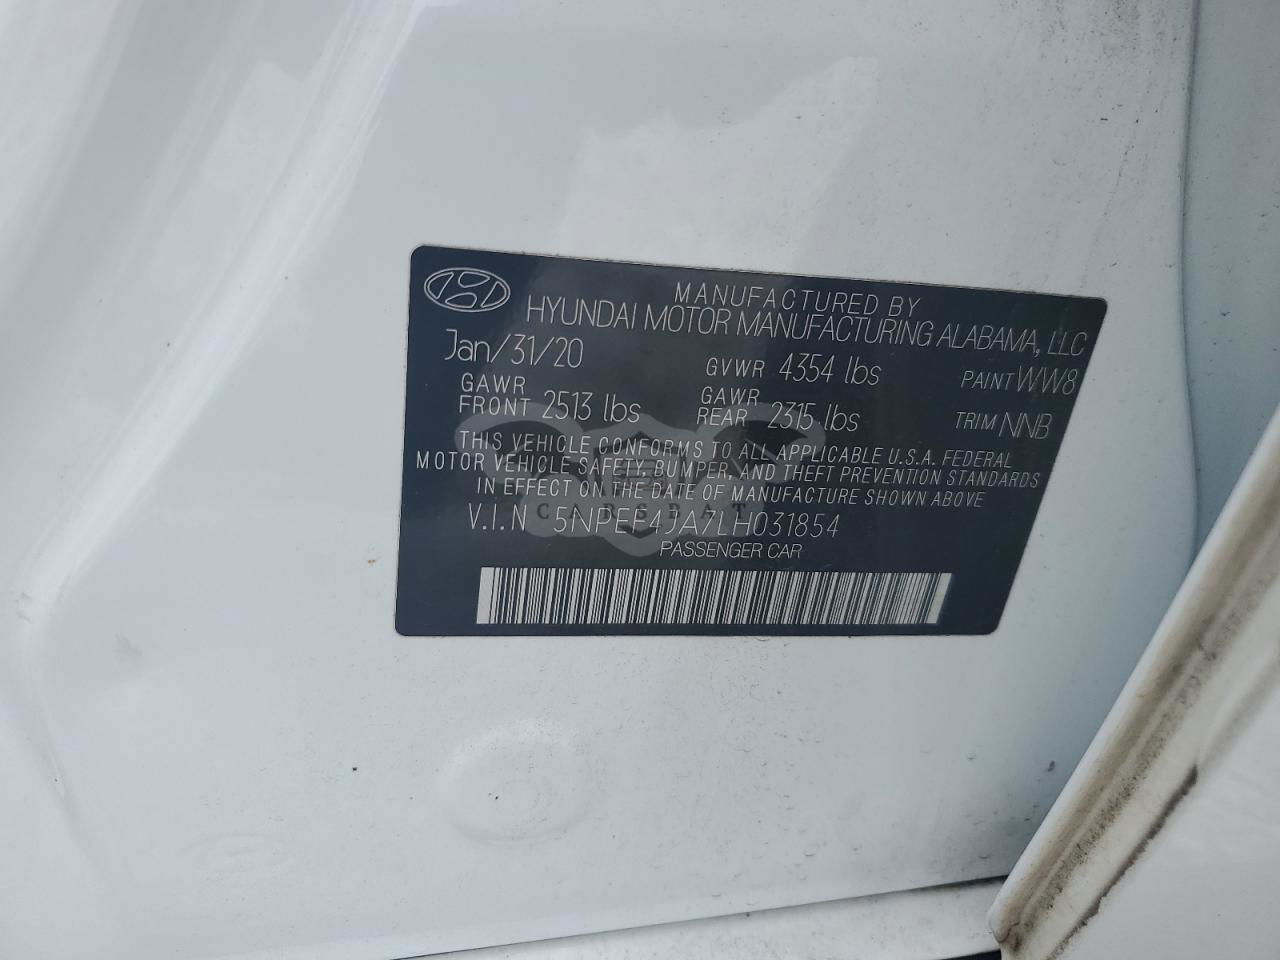 MANUFACTURED BY
HYUNDAI MOTOR MANUFACTURING ALABAMA, LLC
Jan/31/20 GVWR 4354 lbs PAINT WW8
GAWR FRONT 2513 lbs GAWR REAR 2315 lbs TRIM NNB
THIS VEHICLE CONFORMS TO ALL APPLICABLE U.S.A. FEDERAL
MOTOR VEHICLE SAFETY, BUMPER, AND THEFT PREVENTION STANDARDS
IN EFFECT ON THE DATE OF MANUFACTURE SHOWN ABOVE
CARSBAT
V.I.N 5NPEF4JA7LH031854
PASSENGER CAR